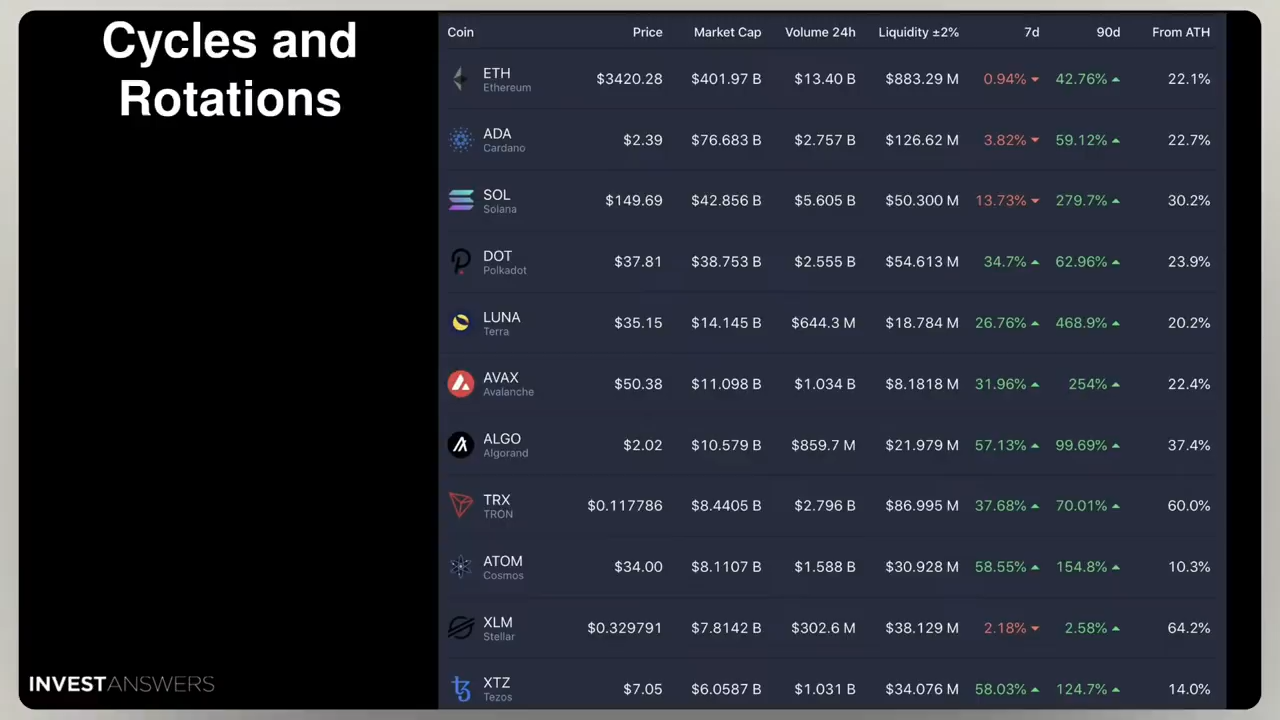 Cycles and
Rotations
Coin Price Market Cap Volume 24h Liquidity ±2% 7d 90d From ATH
ETH $3420.28 $401.97 B $13.40 B $883.29 M 0.94% 42.76% 22.1%
Ethereum
ADA $2.39 $76.683 B $2.757 B $126.62 M 3.82% 59.12% 22.7%
Cardano
SOL $149.69 $42.856 B $5.605 B $50.300 M 13.73% 279.7% 30.2%
Solana
DOT $37.81 $38.753 B $2.555 B $54.613 M 34.7% 62.96% 23.9%
Polkadot
LUNA $35.15 $14.145 B $644.3 M $18.784 M 26.76% 468.9% 20.2%
Terra
AVAX $50.38 $11.098 B $1.034 B $8.1818 M 31.96% 254% 22.4%
Avalanche
ALGO $2.02 $10.579 B $859.7 M $21.979 M 57.13% 99.69% 37.4%
Algorand
TRX $0.117786 $8.4405 B $2.796 B $86.995 M 37.68% 70.01% 60.0%
TRON
ATOM $34.00 $8.1107 B $1.588 B $30.928 M 58.55% 154.8% 10.3%
Cosmos
XLM $0.329791 $7.8142 B $302.6 M $38.129 M 2.18% 2.58% 64.2%
Stellar
XTZ $7.05 $6.0587 B $1.031 B $34.076 M 58.03% 124.7% 14.0%
Tezos
INVESTANSWERS